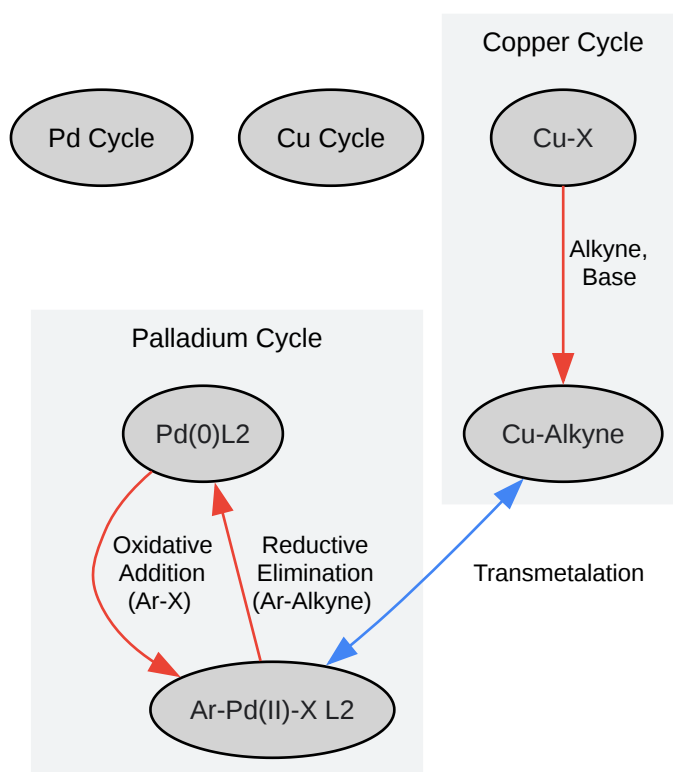 Copper Cycle
Pd Cycle
Cu Cycle
Cu-X
Alkyne,
Base
Palladium Cycle
Pd(0)L2
Cu-Alkyne
Oxidative
Addition
(Ar-X)
Reductive
Elimination
(Ar-Alkyne)
Transmetalation
Ar-Pd(II)-X L2